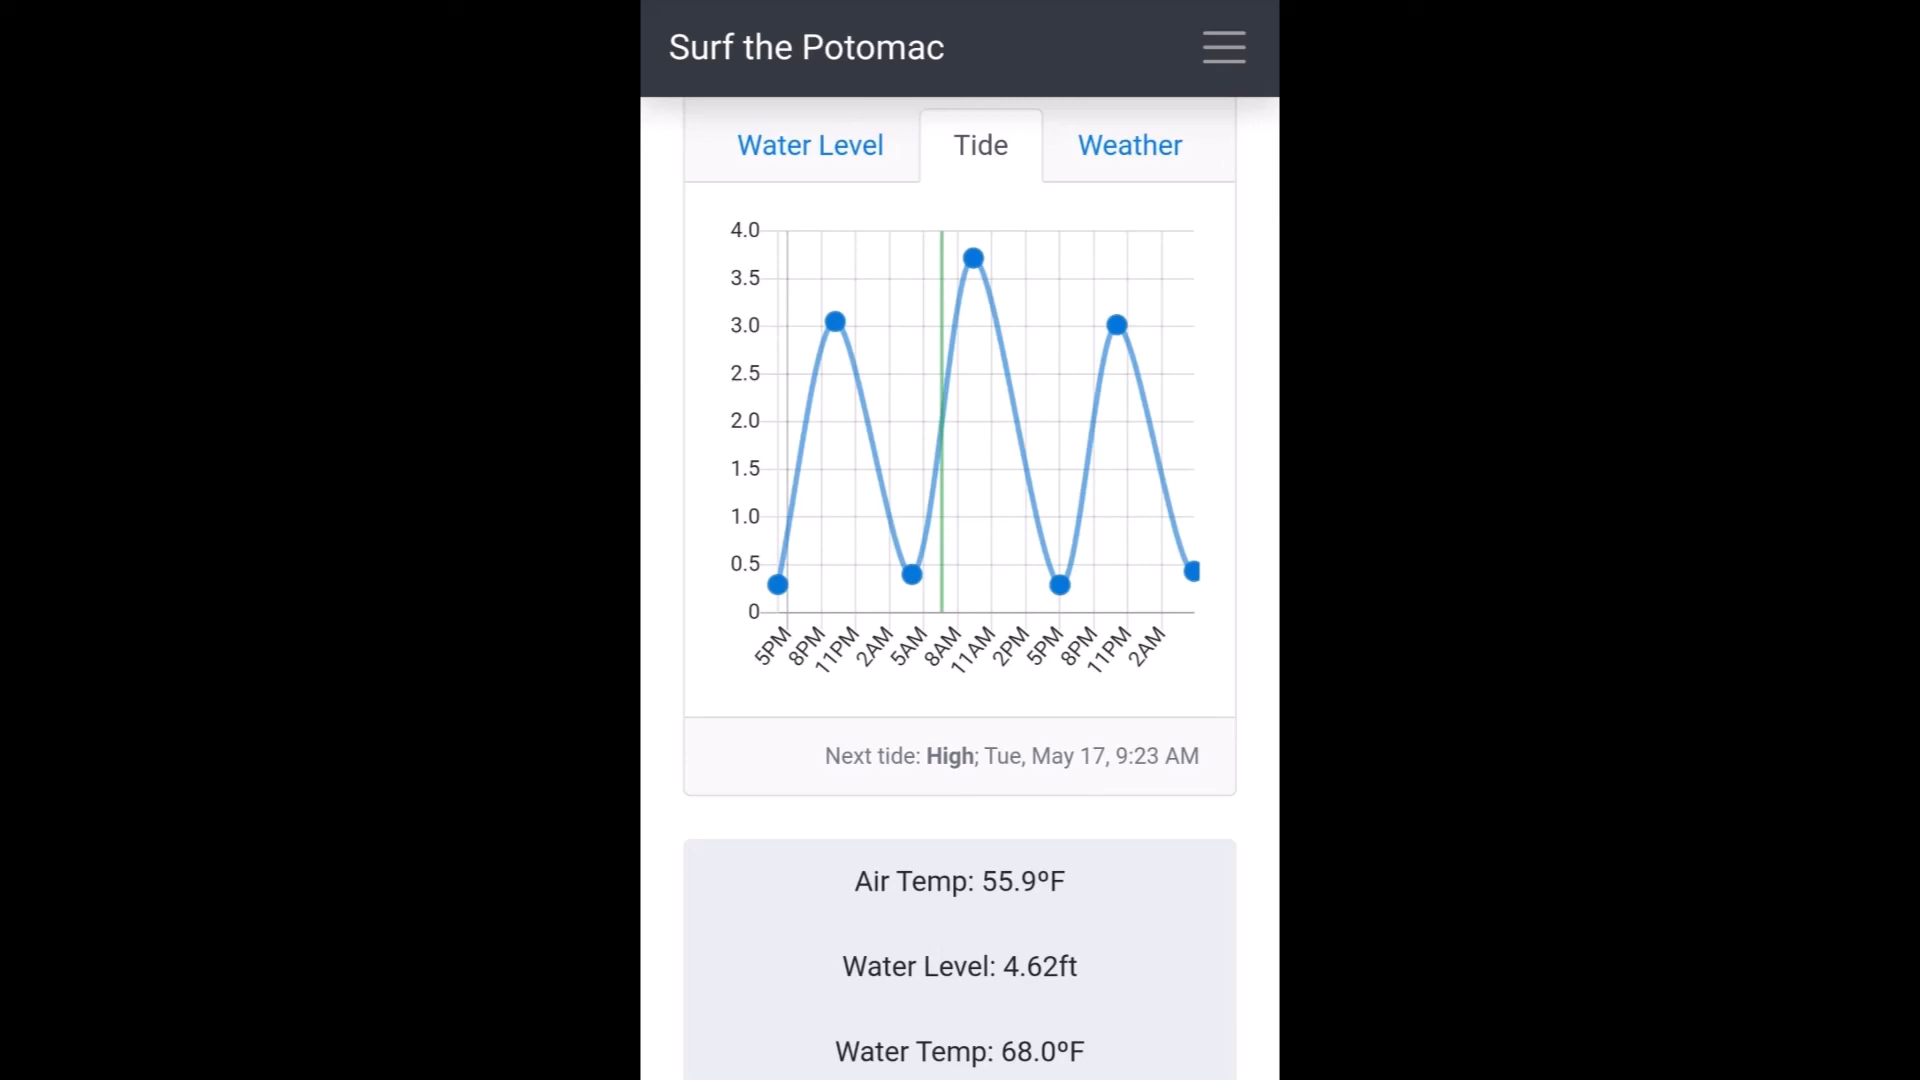 Surf the Potomac
Water Level Tide Weather
4.0
3.5
3.0
2.5
2.0
1.5
1.0
0.5
0
5PM 8PM 11PM 2AM 5AM 8AM 11AM 2PM 5PM 8PM 11PM 2AM
Next tide: High; Tue, May 17, 9:23 AM
Air Temp: 55.9ºF
Water Level: 4.62ft
Water Temp: 68.0ºF